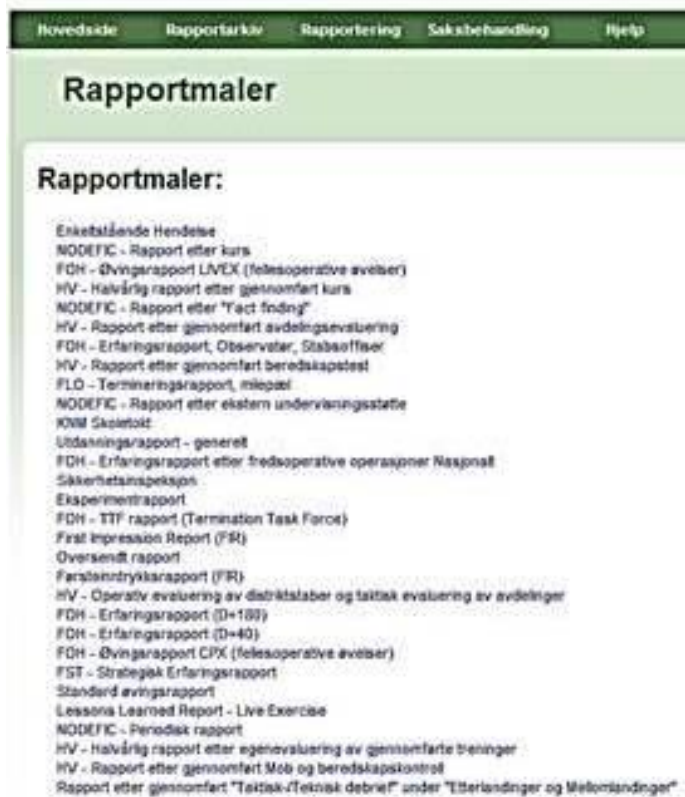 Hovedside Rapportarkiv Rapportering Saksbehandling Hjelp
Rapportmaler
Rapportmaler:
Enkeltstående Hendelse
NODEFIC - Rapport etter kurs
FOH - Øvingsrapport LIVEX (fellesoperative øvelser)
HV - Halvårlig rapport etter gjennomført kurs
NODEFIC - Rapport etter "Fact finding"
HV - Rapport etter gjennomført avdelingsevaluering
FOH - Erfaringsrapport, Observatør, Stabsoffiser
HV - Rapport etter gjennomført beredskapstest
FLO - Termineringsrapport, milepæl
NODEFIC - Rapport etter ekstern undervisningsstøtte
KNM Skoletokt
Utdanningsrapport - generell
FOH - Erfaringsrapport etter fredsoperative operasjoner Nasjonalt
Sikkerhetsinspeksjon
Eksperimentrapport
FOH - TTF rapport (Termination Task Force)
First Impression Report (FIR)
Oversendt rapport
Førsteinntrykksrapport (FIR)
HV - Operativ evaluering av distriktstaber og taktisk evaluering av avdelinger
FOH - Erfaringsrapport (D+180)
FOH - Erfaringsrapport (D+40)
FOH - Øvingsrapport CPX (fellesoperative øvelser)
FST - Strategisk Erfaringsrapport
Standard øvingsrapport
Lessons Learned Report - Live Exercise
NODEFIC - Periodisk rapport
HV - Halvårlig rapport etter egenevaluering av gjennomførte treninger
HV - Rapport etter gjennomført Mob og beredskapskontroll
Rapport etter gjennomført "Taktisk-/Teknisk debrief" under "Etterlandinger og Mellomlandinger"